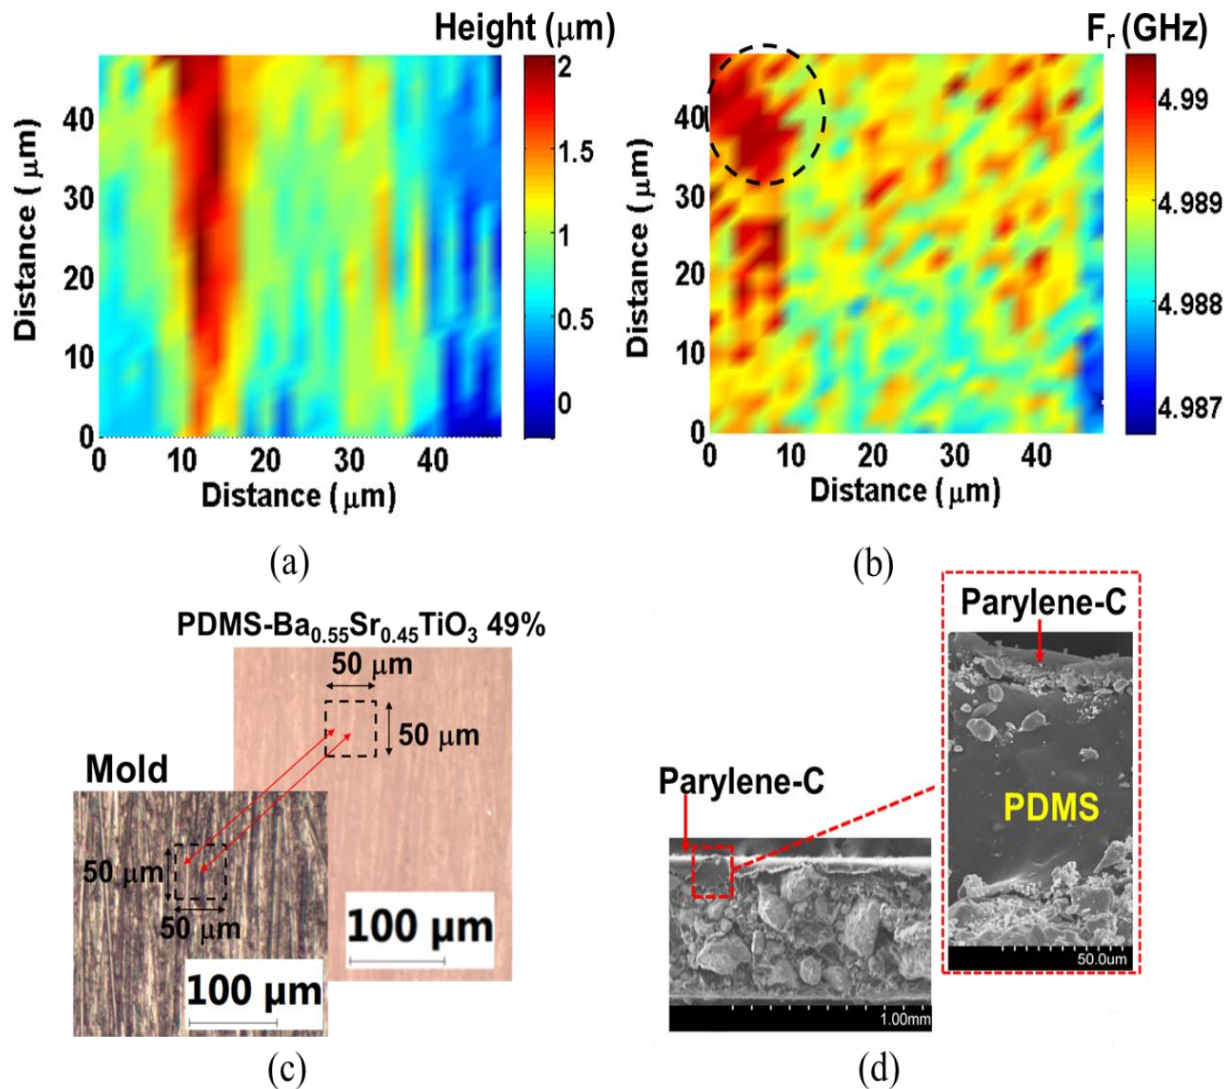 Height (μm)
2
1.5
1
0.5
0
Distance ( μm)
40
30
20
10
0
0 10 20 30 40
Distance ( μm)
(a)
Fr (GHz)
4.99
4.989
4.988
4.987
Distance ( μm)
40
30
20
10
0
0 10 20 30 40
Distance ( μm)
(b)
PDMS-Ba0.55Sr0.45TiO3 49%
50 μm
50 μm
100 μm
Mold
50 μm
50 μm
100 μm
(c)
Parylene-C
PDMS
50.0um
Parylene-C
1.00mm
(d)